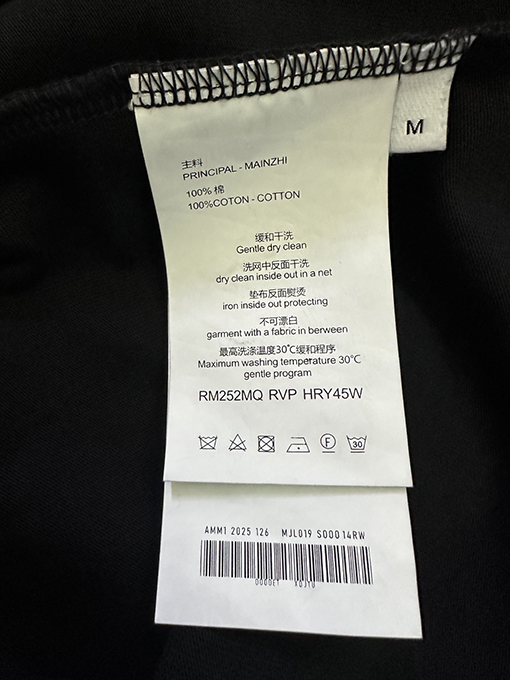 M
主料
PRINCIPAL - MAINZHI
100% 棉
100%COTON - COTTON
缓和干洗
Gentle dry clean
洗网中反面干洗
dry clean inside out in a net
垫布反面熨烫
iron inside out protecting
不可漂白
garment with a fabric in berween
最高洗涤温度30℃缓和程序
Maximum washing temperature 30℃
gentle program
RM252MQ RVP HRY45W
F 30
AMM1 2025 126 MJL019 S000 14RW